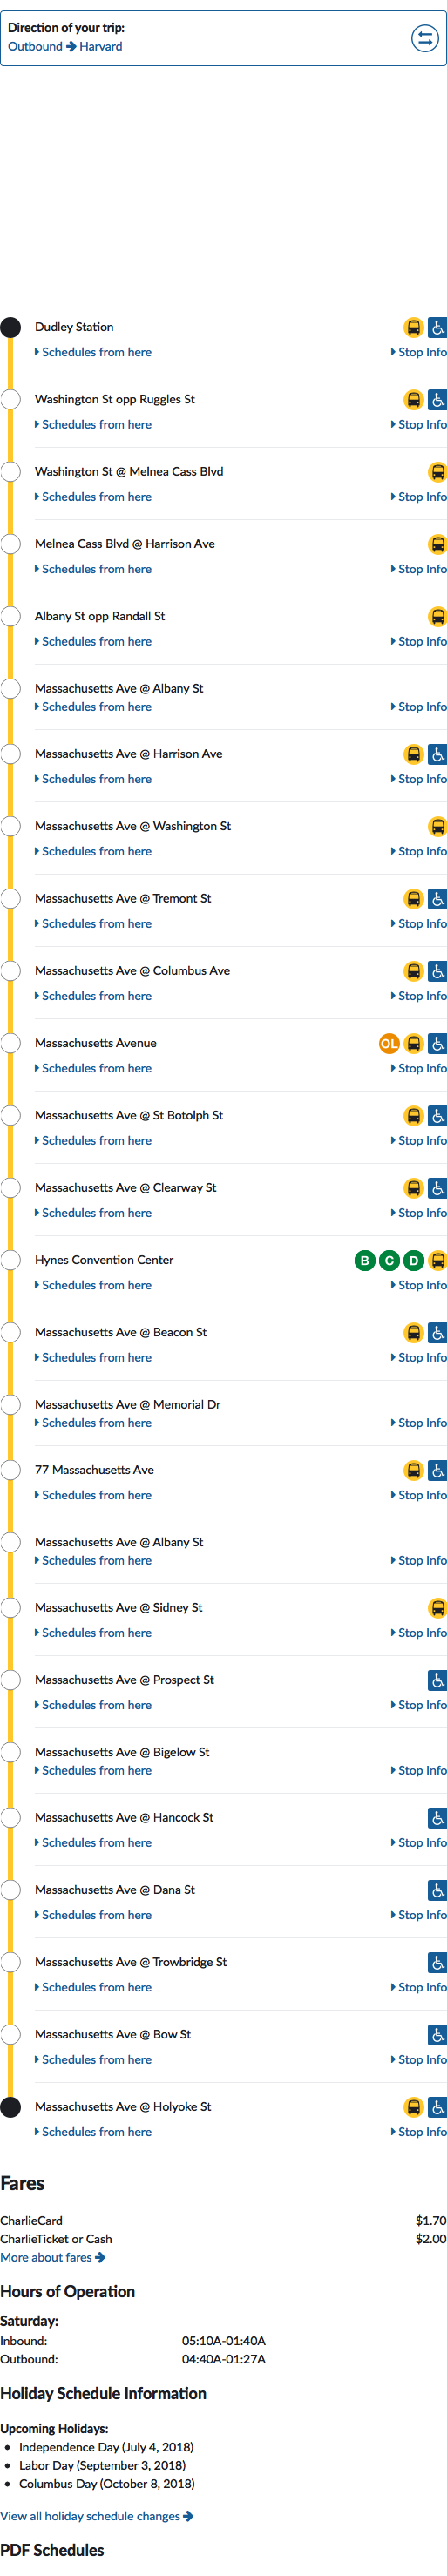 Direction of your trip:
Outbound → Harvard
Dudley Station
Schedules from here Stop Info
Washington St opp Ruggles St
Schedules from here Stop Info
Washington St @ Melnea Cass Blvd
Schedules from here Stop Info
Melnea Cass Blvd @ Harrison Ave
Schedules from here Stop Info
Albany St opp Randall St
Schedules from here Stop Info
Massachusetts Ave @ Albany St
Schedules from here Stop Info
Massachusetts Ave @ Harrison Ave
Schedules from here Stop Info
Massachusetts Ave @ Washington St
Schedules from here Stop Info
Massachusetts Ave @ Tremont St
Schedules from here Stop Info
Massachusetts Ave @ Columbus Ave
Schedules from here Stop Info
Massachusetts Avenue OL
Schedules from here Stop Info
Massachusetts Ave @ St Botolph St
Schedules from here Stop Info
Massachusetts Ave @ Clearway St
Schedules from here Stop Info
Hynes Convention Center B C D
Schedules from here Stop Info
Massachusetts Ave @ Beacon St
Schedules from here Stop Info
Massachusetts Ave @ Memorial Dr
Schedules from here Stop Info
77 Massachusetts Ave
Schedules from here Stop Info
Massachusetts Ave @ Albany St
Schedules from here Stop Info
Massachusetts Ave @ Sidney St
Schedules from here Stop Info
Massachusetts Ave @ Prospect St
Schedules from here Stop Info
Massachusetts Ave @ Bigelow St
Schedules from here Stop Info
Massachusetts Ave @ Hancock St
Schedules from here Stop Info
Massachusetts Ave @ Dana St
Schedules from here Stop Info
Massachusetts Ave @ Trowbridge St
Schedules from here Stop Info
Massachusetts Ave @ Bow St
Schedules from here Stop Info
Massachusetts Ave @ Holyoke St
Schedules from here Stop Info
Fares
CharlieCard $1.70
CharlieTicket or Cash $2.00
More about fares →
Hours of Operation
Saturday:
Inbound: 05:10A-01:40A
Outbound: 04:40A-01:27A
Holiday Schedule Information
Upcoming Holidays:
• Independence Day (July 4, 2018)
• Labor Day (September 3, 2018)
• Columbus Day (October 8, 2018)
View all holiday schedule changes →
PDF Schedules